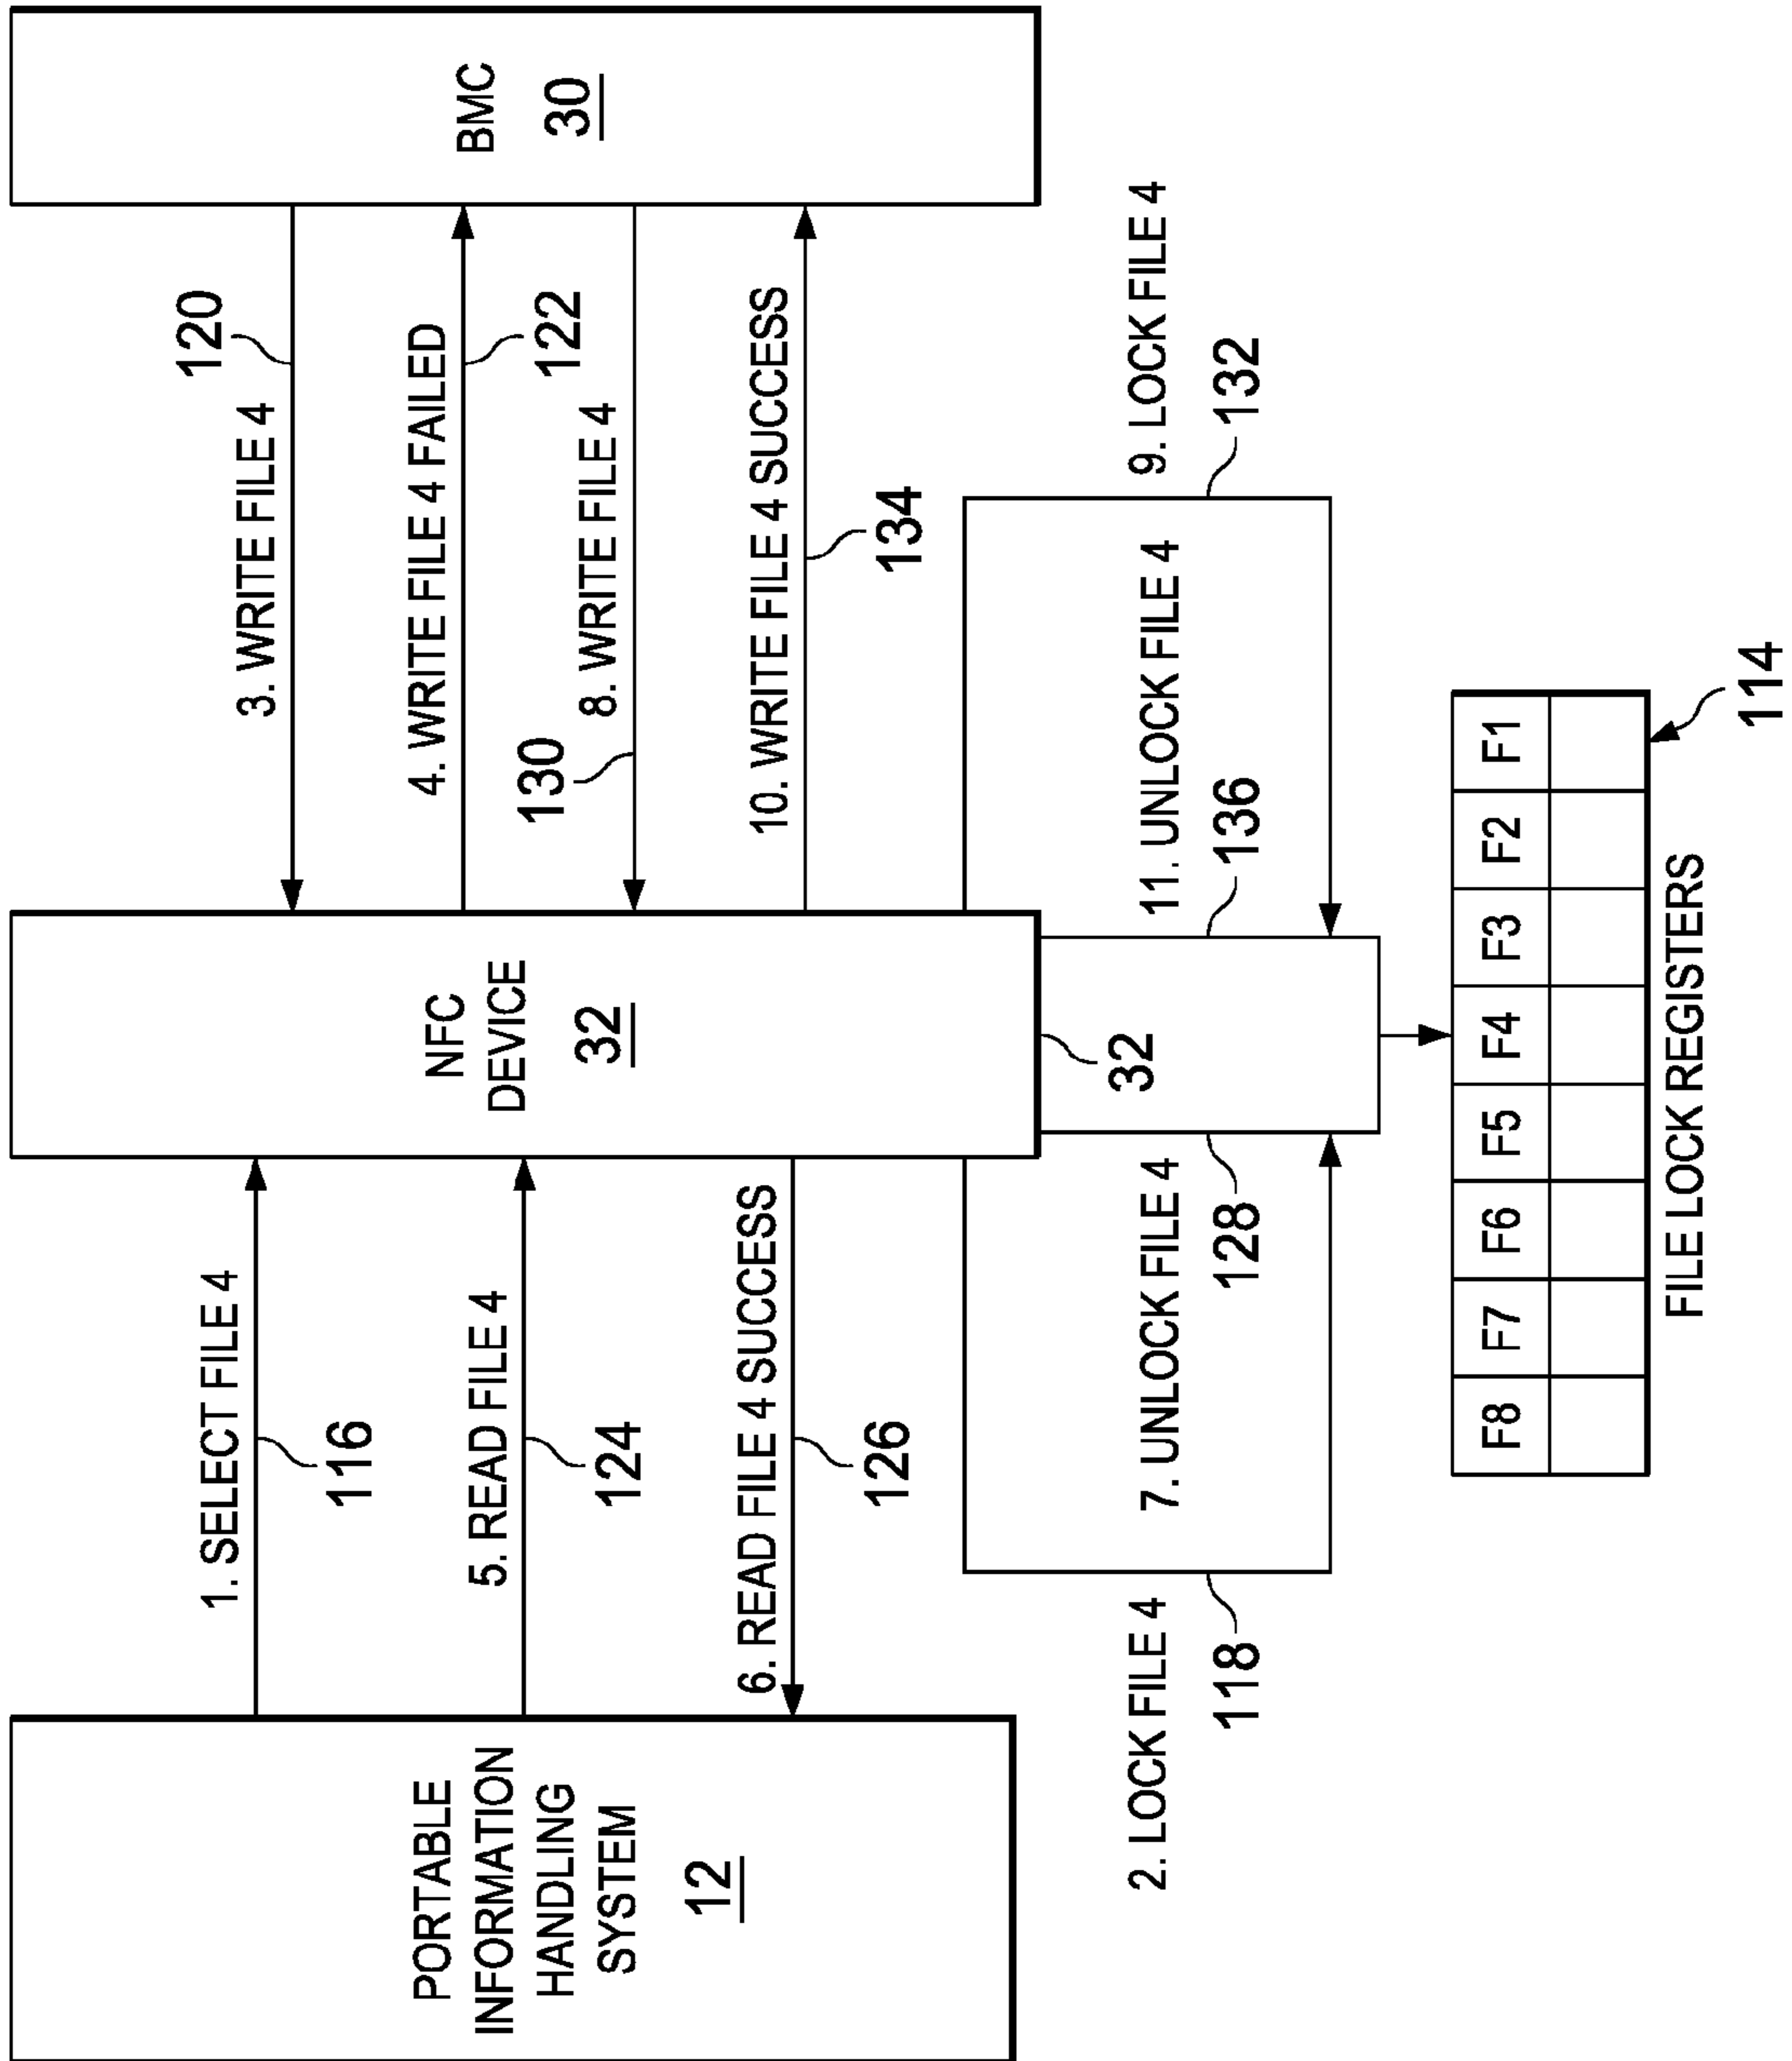 PORTABLE
INFORMATION
HANDLING
SYSTEM
12
NFC
DEVICE
32
BMC
30
1. SELECT FILE 4
116
5. READ FILE 4
124
6. READ FILE 4 SUCCESS
126
3. WRITE FILE 4
120
4. WRITE FILE 4 FAILED
122
8. WRITE FILE 4
130
10. WRITE FILE 4 SUCCESS
134
2. LOCK FILE 4
118
7. UNLOCK FILE 4
128
32
11. UNLOCK FILE 4
136
9. LOCK FILE 4
132
F8 F7 F6 F5 F4 F3 F2 F1
FILE LOCK REGISTERS
114